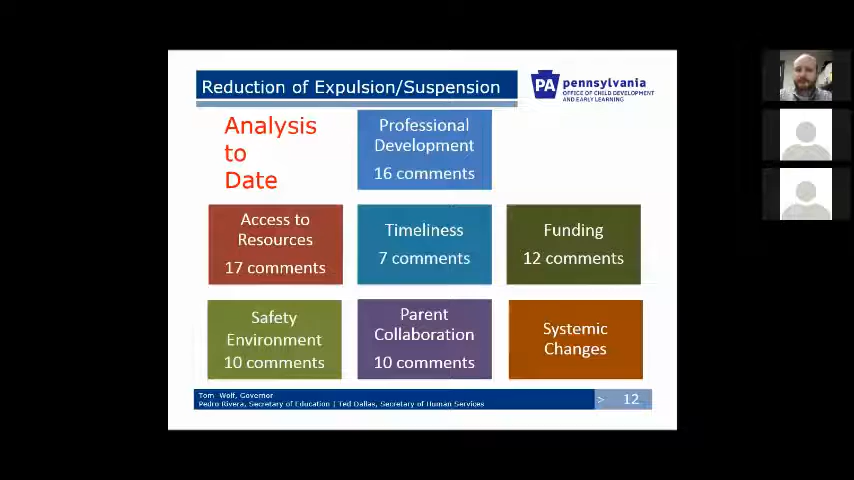 Reduction of Expulsion/Suspension
PA pennsylvania
OFFICE OF CHILD DEVELOPMENT
AND EARLY LEARNING
Analysis
to
Date
Professional
Development
16 comments
Access to
Resources
17 comments
Timeliness
7 comments
Funding
12 comments
Safety
Environment
10 comments
Parent
Collaboration
10 comments
Systemic
Changes
Tom Wolf, Governor
Pedro Rivera, Secretary of Education | Ted Dallas, Secretary of Human Services
> 12